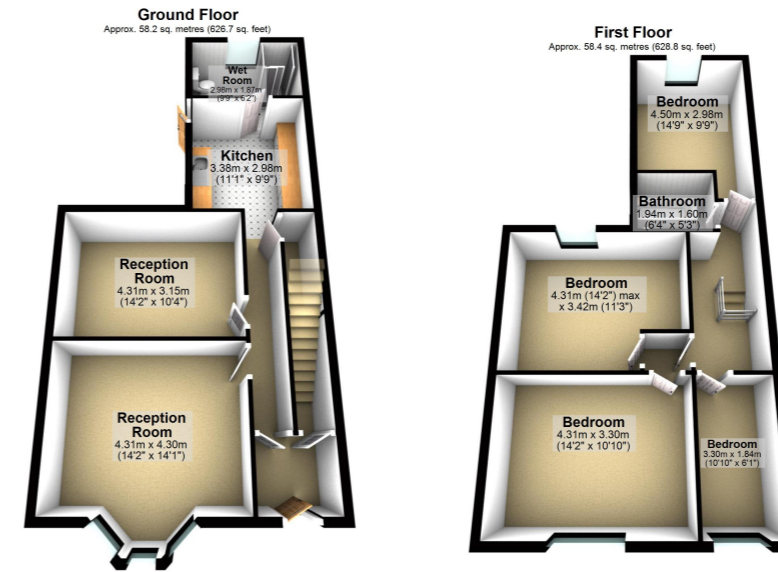 Ground Floor
Approx. 58.2 sq. metres (626.7 sq. feet)
Wet
Room
2.98m x 1.87m
(9'9" x 6'2")
Kitchen
3.38m x 2.98m
(11'1" x 9'9")
Reception
Room
4.31m x 3.15m
(14'2" x 10'4")
Reception
Room
4.31m x 4.30m
(14'2" x 14'1")
First Floor
Approx. 58.4 sq. metres (628.8 sq. feet)
Bedroom
4.50m x 2.98m
(14'9" x 9'9")
Bathroom
1.94m x 1.60m
(6'4" x 5'3")
Bedroom
4.31m (14'2") max
x 3.42m (11'3")
Bedroom
4.31m x 3.30m
(14'2" x 10'10")
Bedroom
3.30m x 1.84m
(10'10" x 6'1")